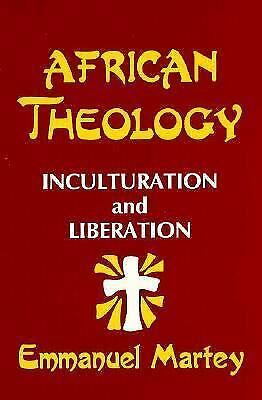 AFRICAN
THEOLOGY
INCULTURATION
and
LIBERATION
Emmanuel Martey